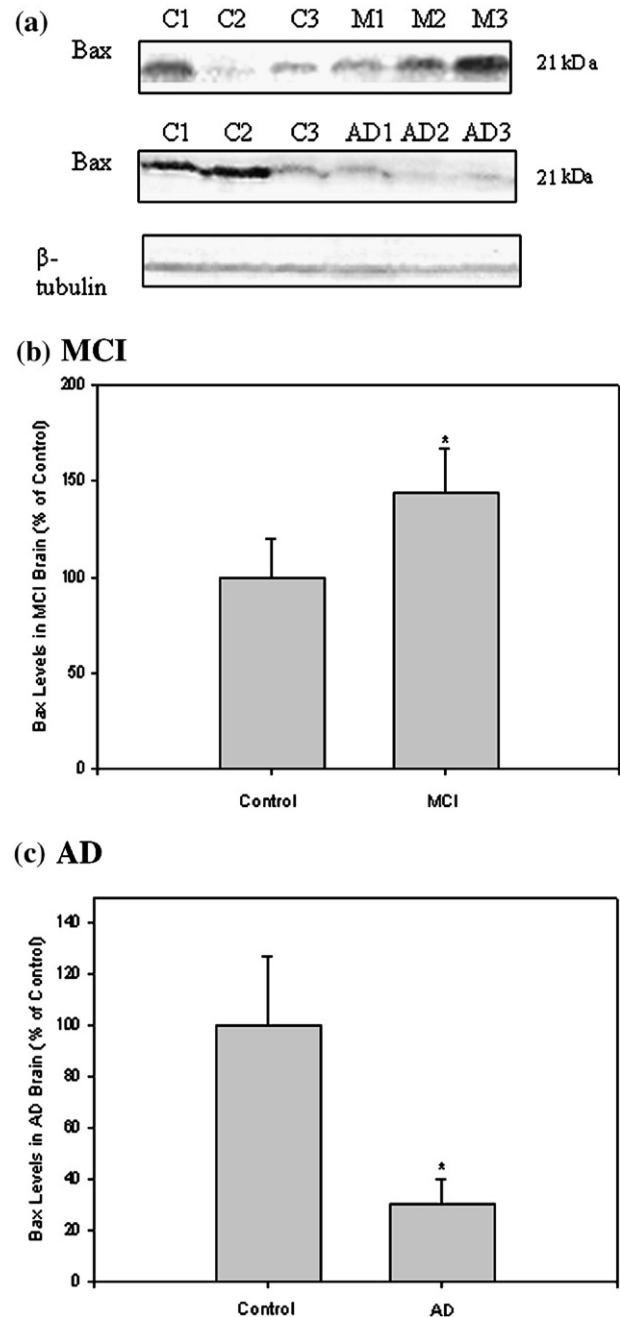 (a)
C1 C2 C3 M1 M2 M3
Bax
21 kDa
C1 C2 C3 AD1 AD2 AD3
Bax
21 kDa
β-
tubulin
(b) MCI
Bax Levels in MCI Brain (% of Control)
200
150
100
50
0
Control MCI
*
(c) AD
Bax Levels in AD Brain (% of Control)
140
120
100
80
60
40
20
0
Control AD
*